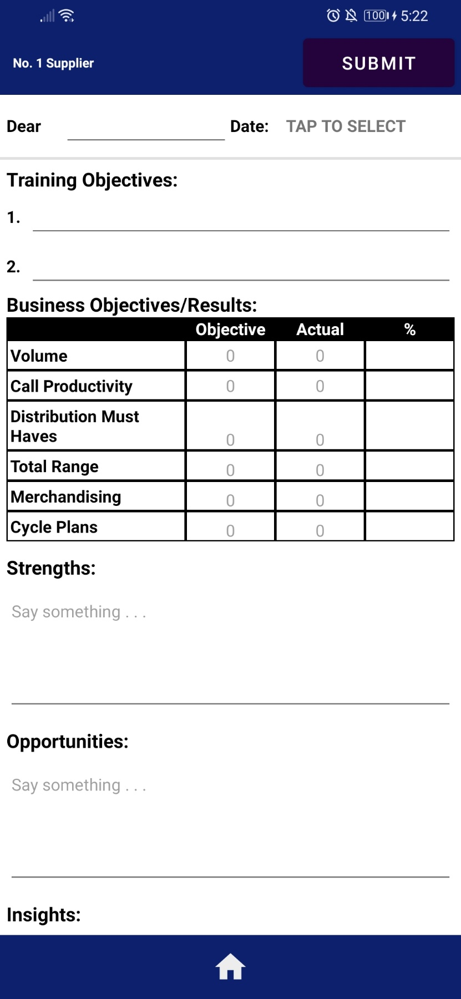 100 5:22
No. 1 Supplier SUBMIT
Dear Date: TAP TO SELECT
Training Objectives:
1.
2.
Business Objectives/Results:
Objective Actual %
Volume 0 0
Call Productivity 0 0
Distribution Must
Haves 0 0
Total Range 0 0
Merchandising 0 0
Cycle Plans 0 0
Strengths:
Say something . . .
Opportunities:
Say something . . .
Insights: